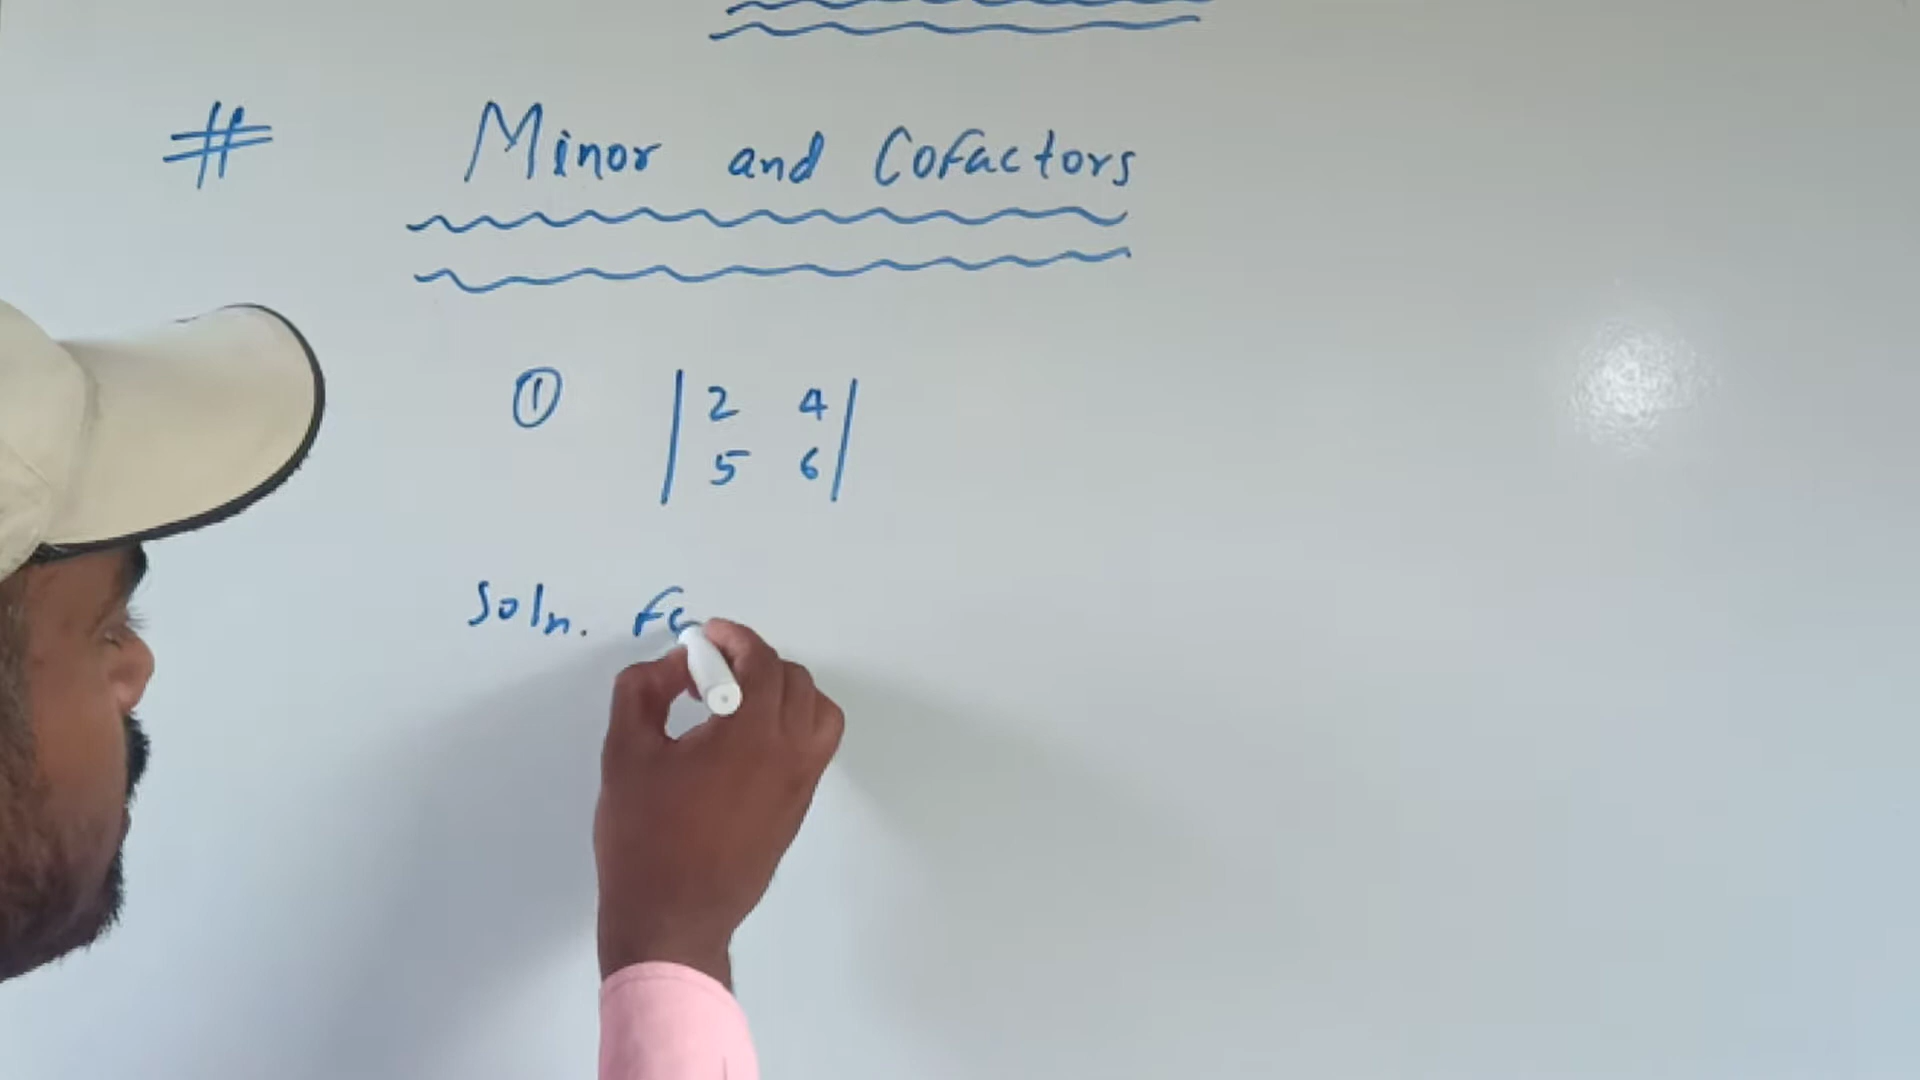 # Minor and Cofactors
① | 2 4 |
| 5 6 |
Soln.